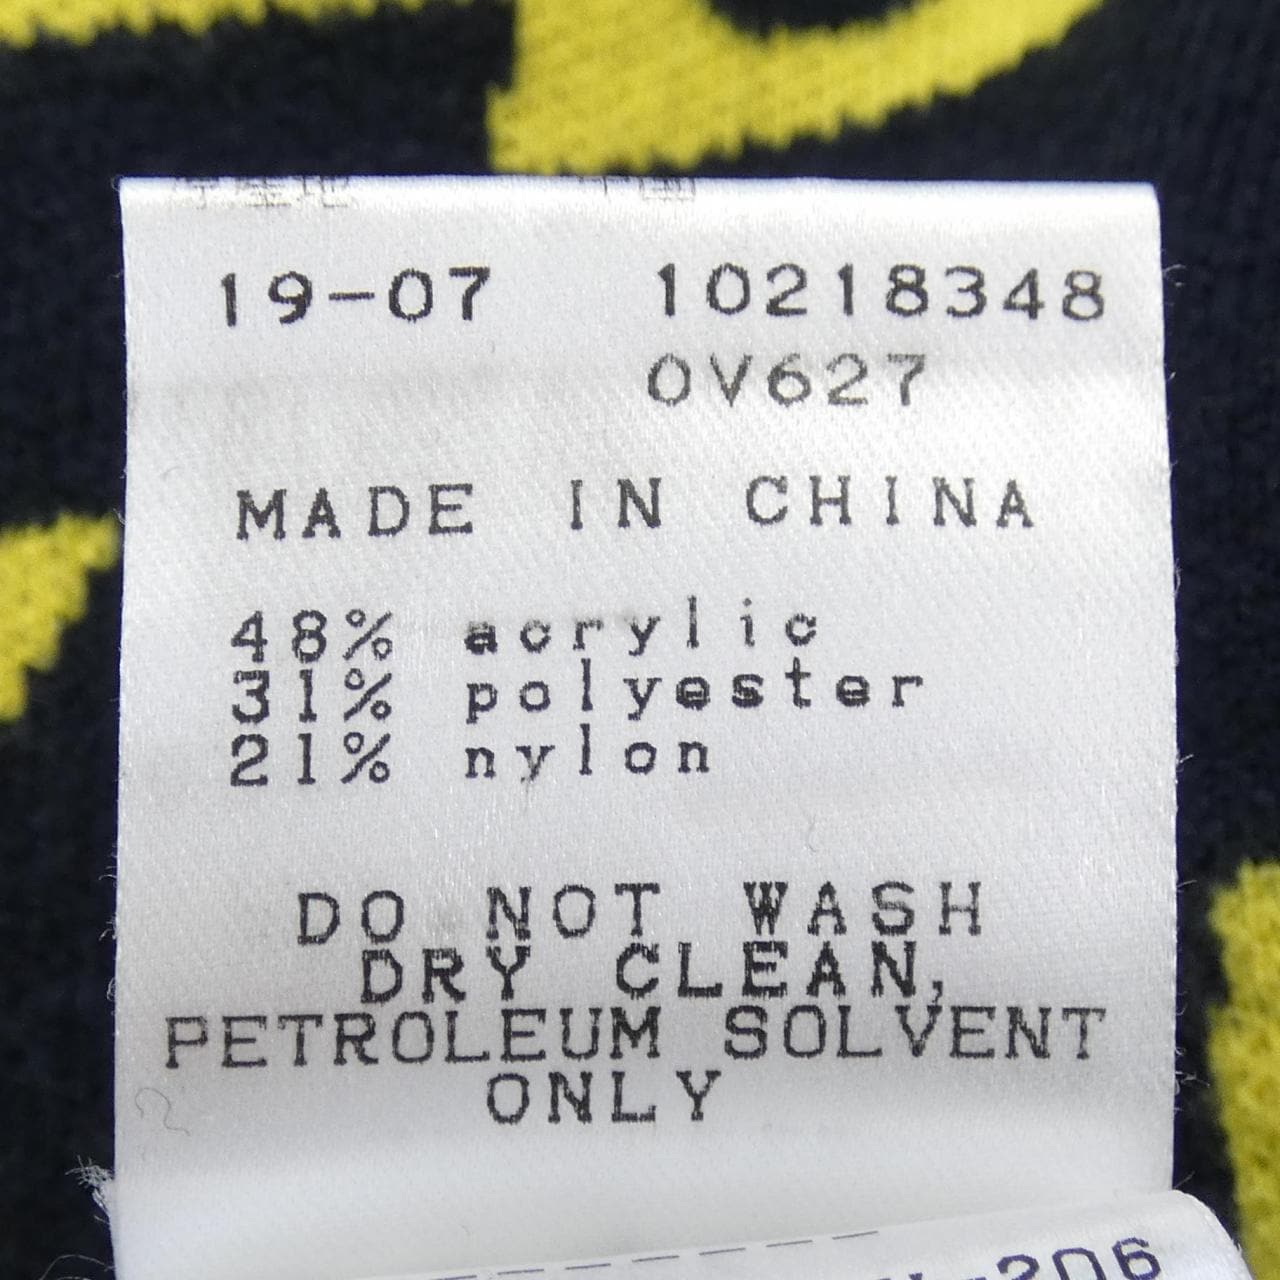 19-07 10218348
0V627
MADE IN CHINA
48% acrylic
31% polyester
21% nylon
DO NOT WASH
DRY CLEAN,
PETROLEUM SOLVENT
ONLY
-206